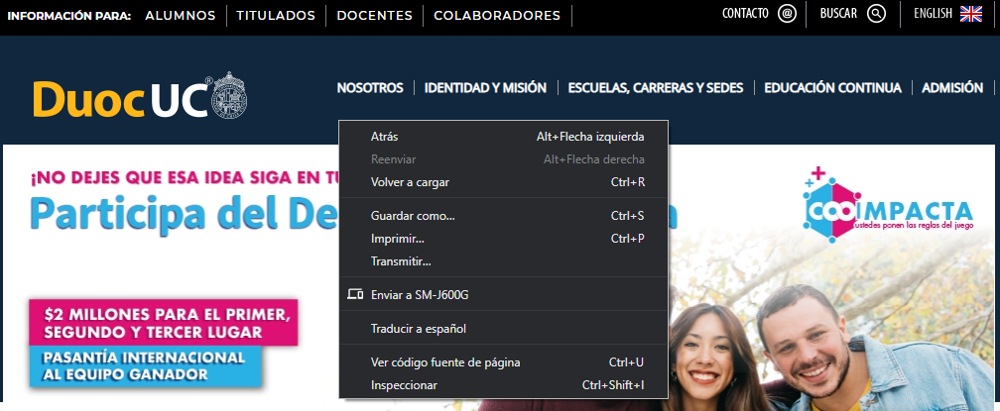 INFORMACIÓN PARA: ALUMNOS TITULADOS DOCENTES COLABORADORES CONTACTO @ BUSCAR ENGLISH
Duoc UC®
NOSOTROS IDENTIDAD Y MISIÓN ESCUELAS, CARRERAS Y SEDES EDUCACIÓN CONTINUA ADMISIÓN
Atrás Alt+Flecha izquierda
Reenviar Alt+Flecha derecha
Volver a cargar Ctrl+R
Guardar como... Ctrl+S
Imprimir... Ctrl+P
Transmitir...
Enviar a SM-J600G
Traducir a español
Ver código fuente de página Ctrl+U
Inspeccionar Ctrl+Shift+I
¡NO DEJES QUE ESA IDEA SIGA EN TU
Participa del De a
$2 MILLONES PARA EL PRIMER,
SEGUNDO Y TERCER LUGAR
PASANTÍA INTERNACIONAL
AL EQUIPO GANADOR
COOIMPACTA
ustedes ponen las reglas del juego